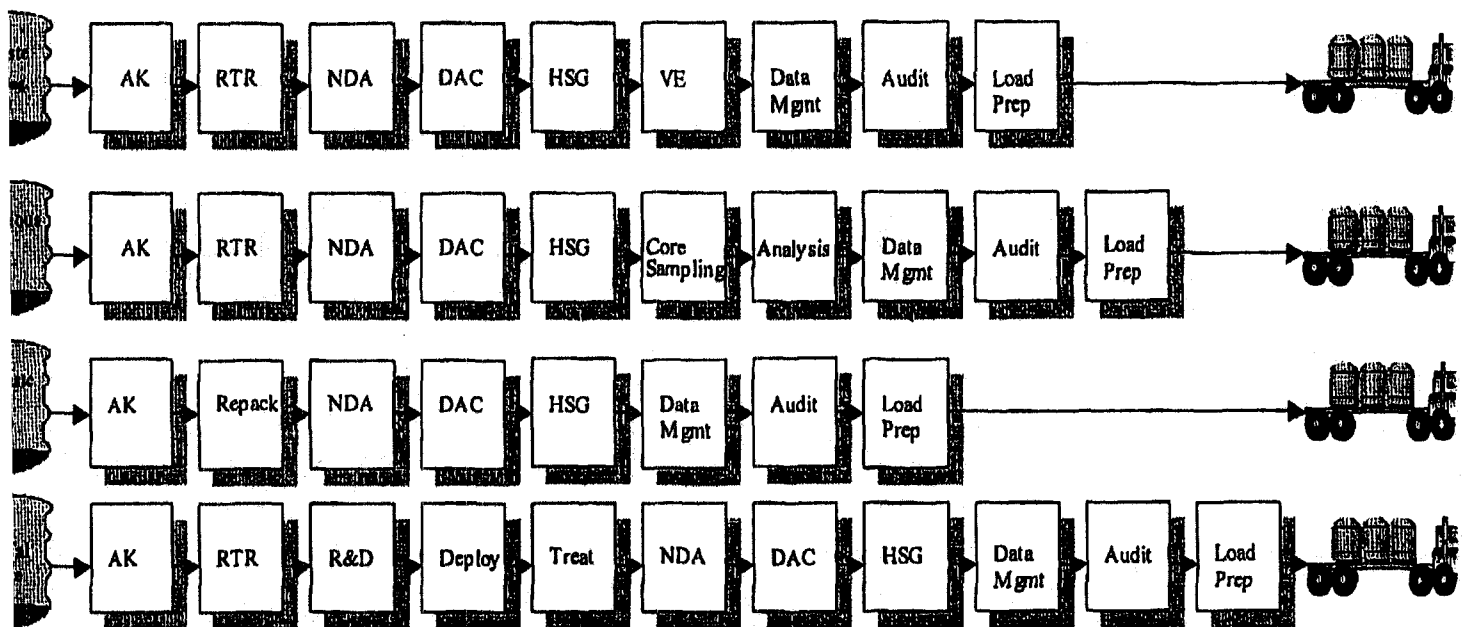 AK RTR NDA DAC HSG VE Data Audit Load
Mgmt Prep
AK RTR NDA DAC HSG Core Analysis Data Audit Load
Sampling Mgmt Prep
AK Repack NDA DAC HSG Data Audit Load
Mgmt Prep
AK RTR R&D Deploy Treat NDA DAC HSG Data Audit Load
Mgmt Prep